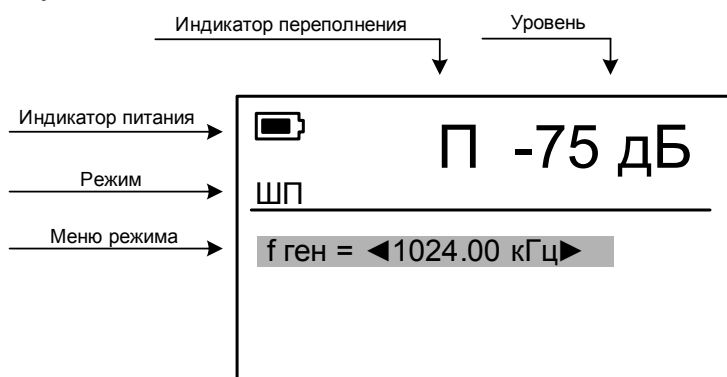 Индикатор переполнения Уровень
Индикатор питания
П -75 дБ
Режим
ШП
Меню режима
f ген = ◄1024.00 кГц►